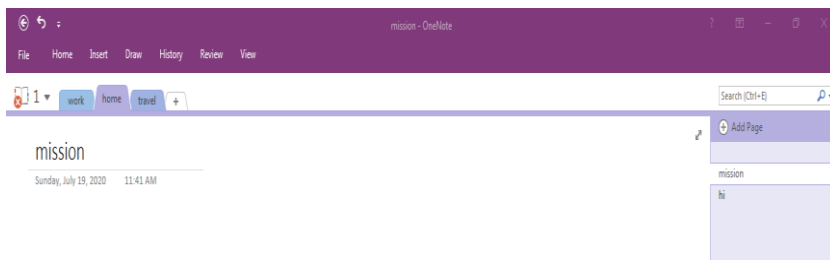 mission - OneNote
?
File Home Insert Draw History Review View
1 work home travel +
Search (Ctrl+E)
Add Page
mission
Sunday, July 19, 2020 11:41 AM
mission
hi